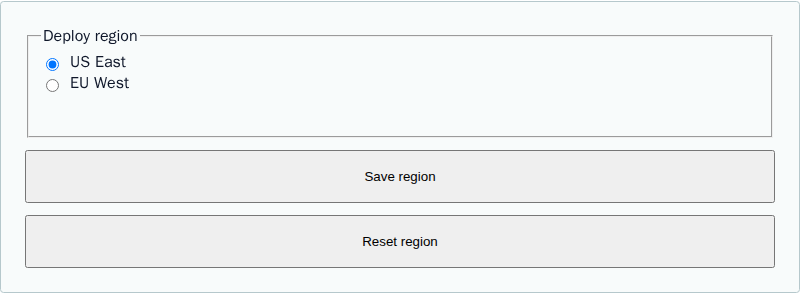 Deploy region
US East
EU West
Save region
Reset region